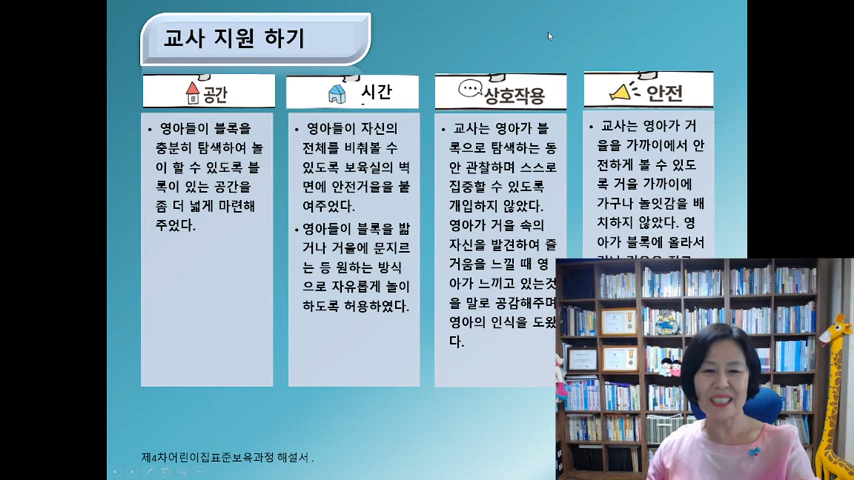 교사 지원 하기
공간
• 영아들이 블록을
충분히 탐색하여 놀
이 할 수 있도록 블
록이 있는 공간을
좀 더 넓게 마련해
주었다.
시간
• 영아들이 자신의
전체를 비춰볼 수
있도록 보육실의 벽
면에 안전거울을 붙
여주었다.
• 영아들이 블록을 밟
거나 거울에 문지르
는 등 원하는 방식
으로 자유롭게 놀이
하도록 허용하였다.
상호작용
• 교사는 영아가 블
록으로 탐색하는 동
안 관찰하며 스스로
집중할 수 있도록
개입하지 않았다.
영아가 거울 속의
자신을 발견하여 즐
거움을 느낄 때 영
아가 느끼고 있는것
을 말로 공감해주며
영아의 인식을 도왔
다.
안전
• 교사는 영아가 거
울을 가까이에서 안
전하게 볼 수 있도
록 거울 가까이에
가구나 놀잇감을 배
치하지 않았다. 영
아가 블록에 올라서
제4차어린이집표준보육과정 해설서 .